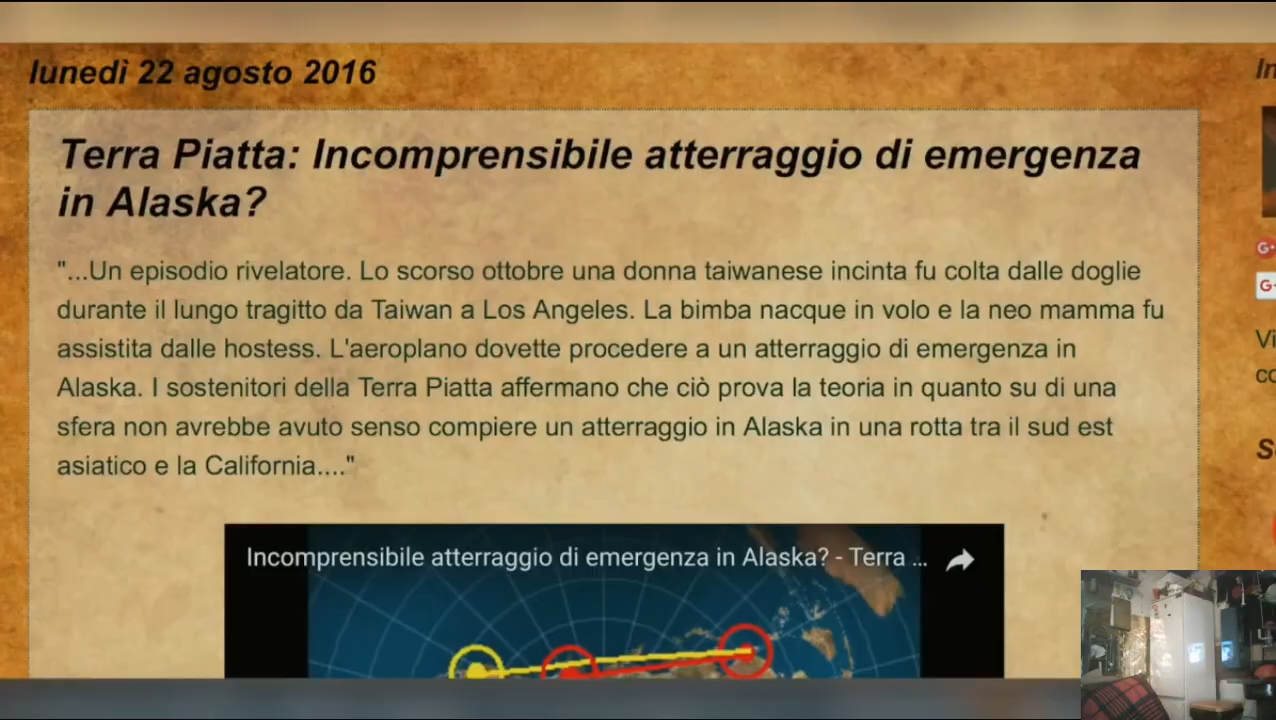 lunedì 22 agosto 2016
In
Terra Piatta: Incomprensibile atterraggio di emergenza
in Alaska?
"...Un episodio rivelatore. Lo scorso ottobre una donna taiwanese incinta fu colta dalle doglie
durante il lungo tragitto da Taiwan a Los Angeles. La bimba nacque in volo e la neo mamma fu
assistita dalle hostess. L'aeroplano dovette procedere a un atterraggio di emergenza in
Alaska. I sostenitori della Terra Piatta affermano che ciò prova la teoria in quanto su di una
sfera non avrebbe avuto senso compiere un atterraggio in Alaska in una rotta tra il sud est
asiatico e la California...."
G+
G+
Vi
co
Incomprensibile atterraggio di emergenza in Alaska? - Terra ...